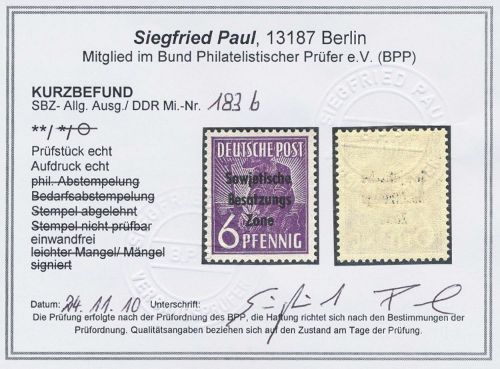 Siegfried Paul, 13187 Berlin
Mitglied im Bund Philatelistischer Prüfer e.V. (BPP)
KURZBEFUND
SBZ- Allg. Ausg./ DDR Mi.-Nr. 183 b
**/*/O
Prüfstück echt
Aufdruck echt
phil. Abstempelung
Bedarfsabstempelung
Stempel abgelehnt
Stempel nicht prüfbar
einwandfrei
leichter Mangel/ Mängel
signiert
DEUTSCHE POST
Sowjetische
Besatzungs
Zone
6 PFENNIG
SIEGFRIED PAUL
Datum: 24.11.10 Unterschrift:
Die Prüfung erfolgte nach der Prüfordnung des BPP, die Haftung richtet sich nach den Bestimmungen der
Prüfordnung. Qualitätsangaben beziehen sich auf den Zustand am Tage der Prüfung.